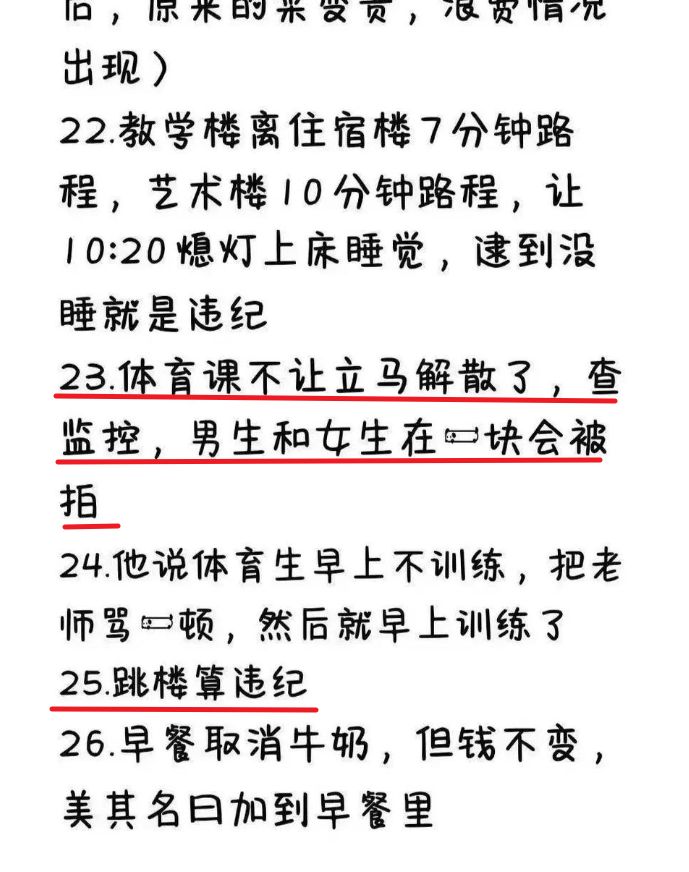 后，原来的菜变贵，浪费情况
出现）
22.教学楼离住宿楼7分钟路
程，艺术楼10分钟路程，让
10:20熄灯上床睡觉，逮到没
睡就是违纪
23.体育课不让立马解散了，查
监控，男生和女生在一块会被
拍
24.他说体育生早上不训练，把老
师骂一顿，然后就早上训练了
25.跳楼算违纪
26.早餐取消牛奶，但钱不变，
美其名曰加到早餐里